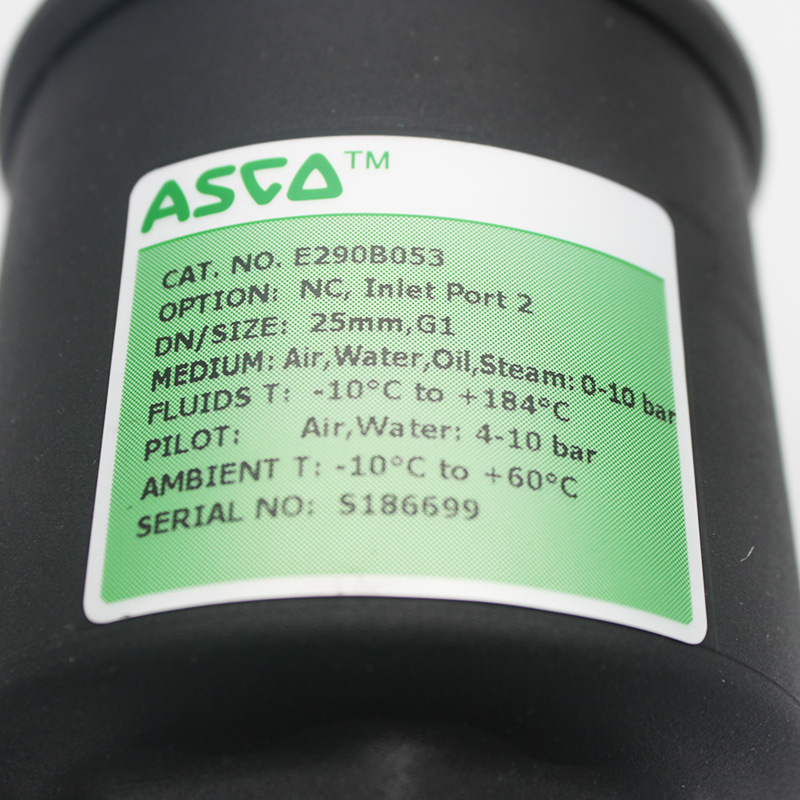 ASCO™
CAT. NO. E290B053
OPTION: NC, Inlet Port 2
DN/SIZE: 25mm,G1
MEDIUM: Air,Water,Oil,Steam: 0-10 bar
FLUIDS T: -10°C to +184°C
PILOT: Air,Water: 4-10 bar
AMBIENT T: -10°C to +60°C
SERIAL NO: S186699